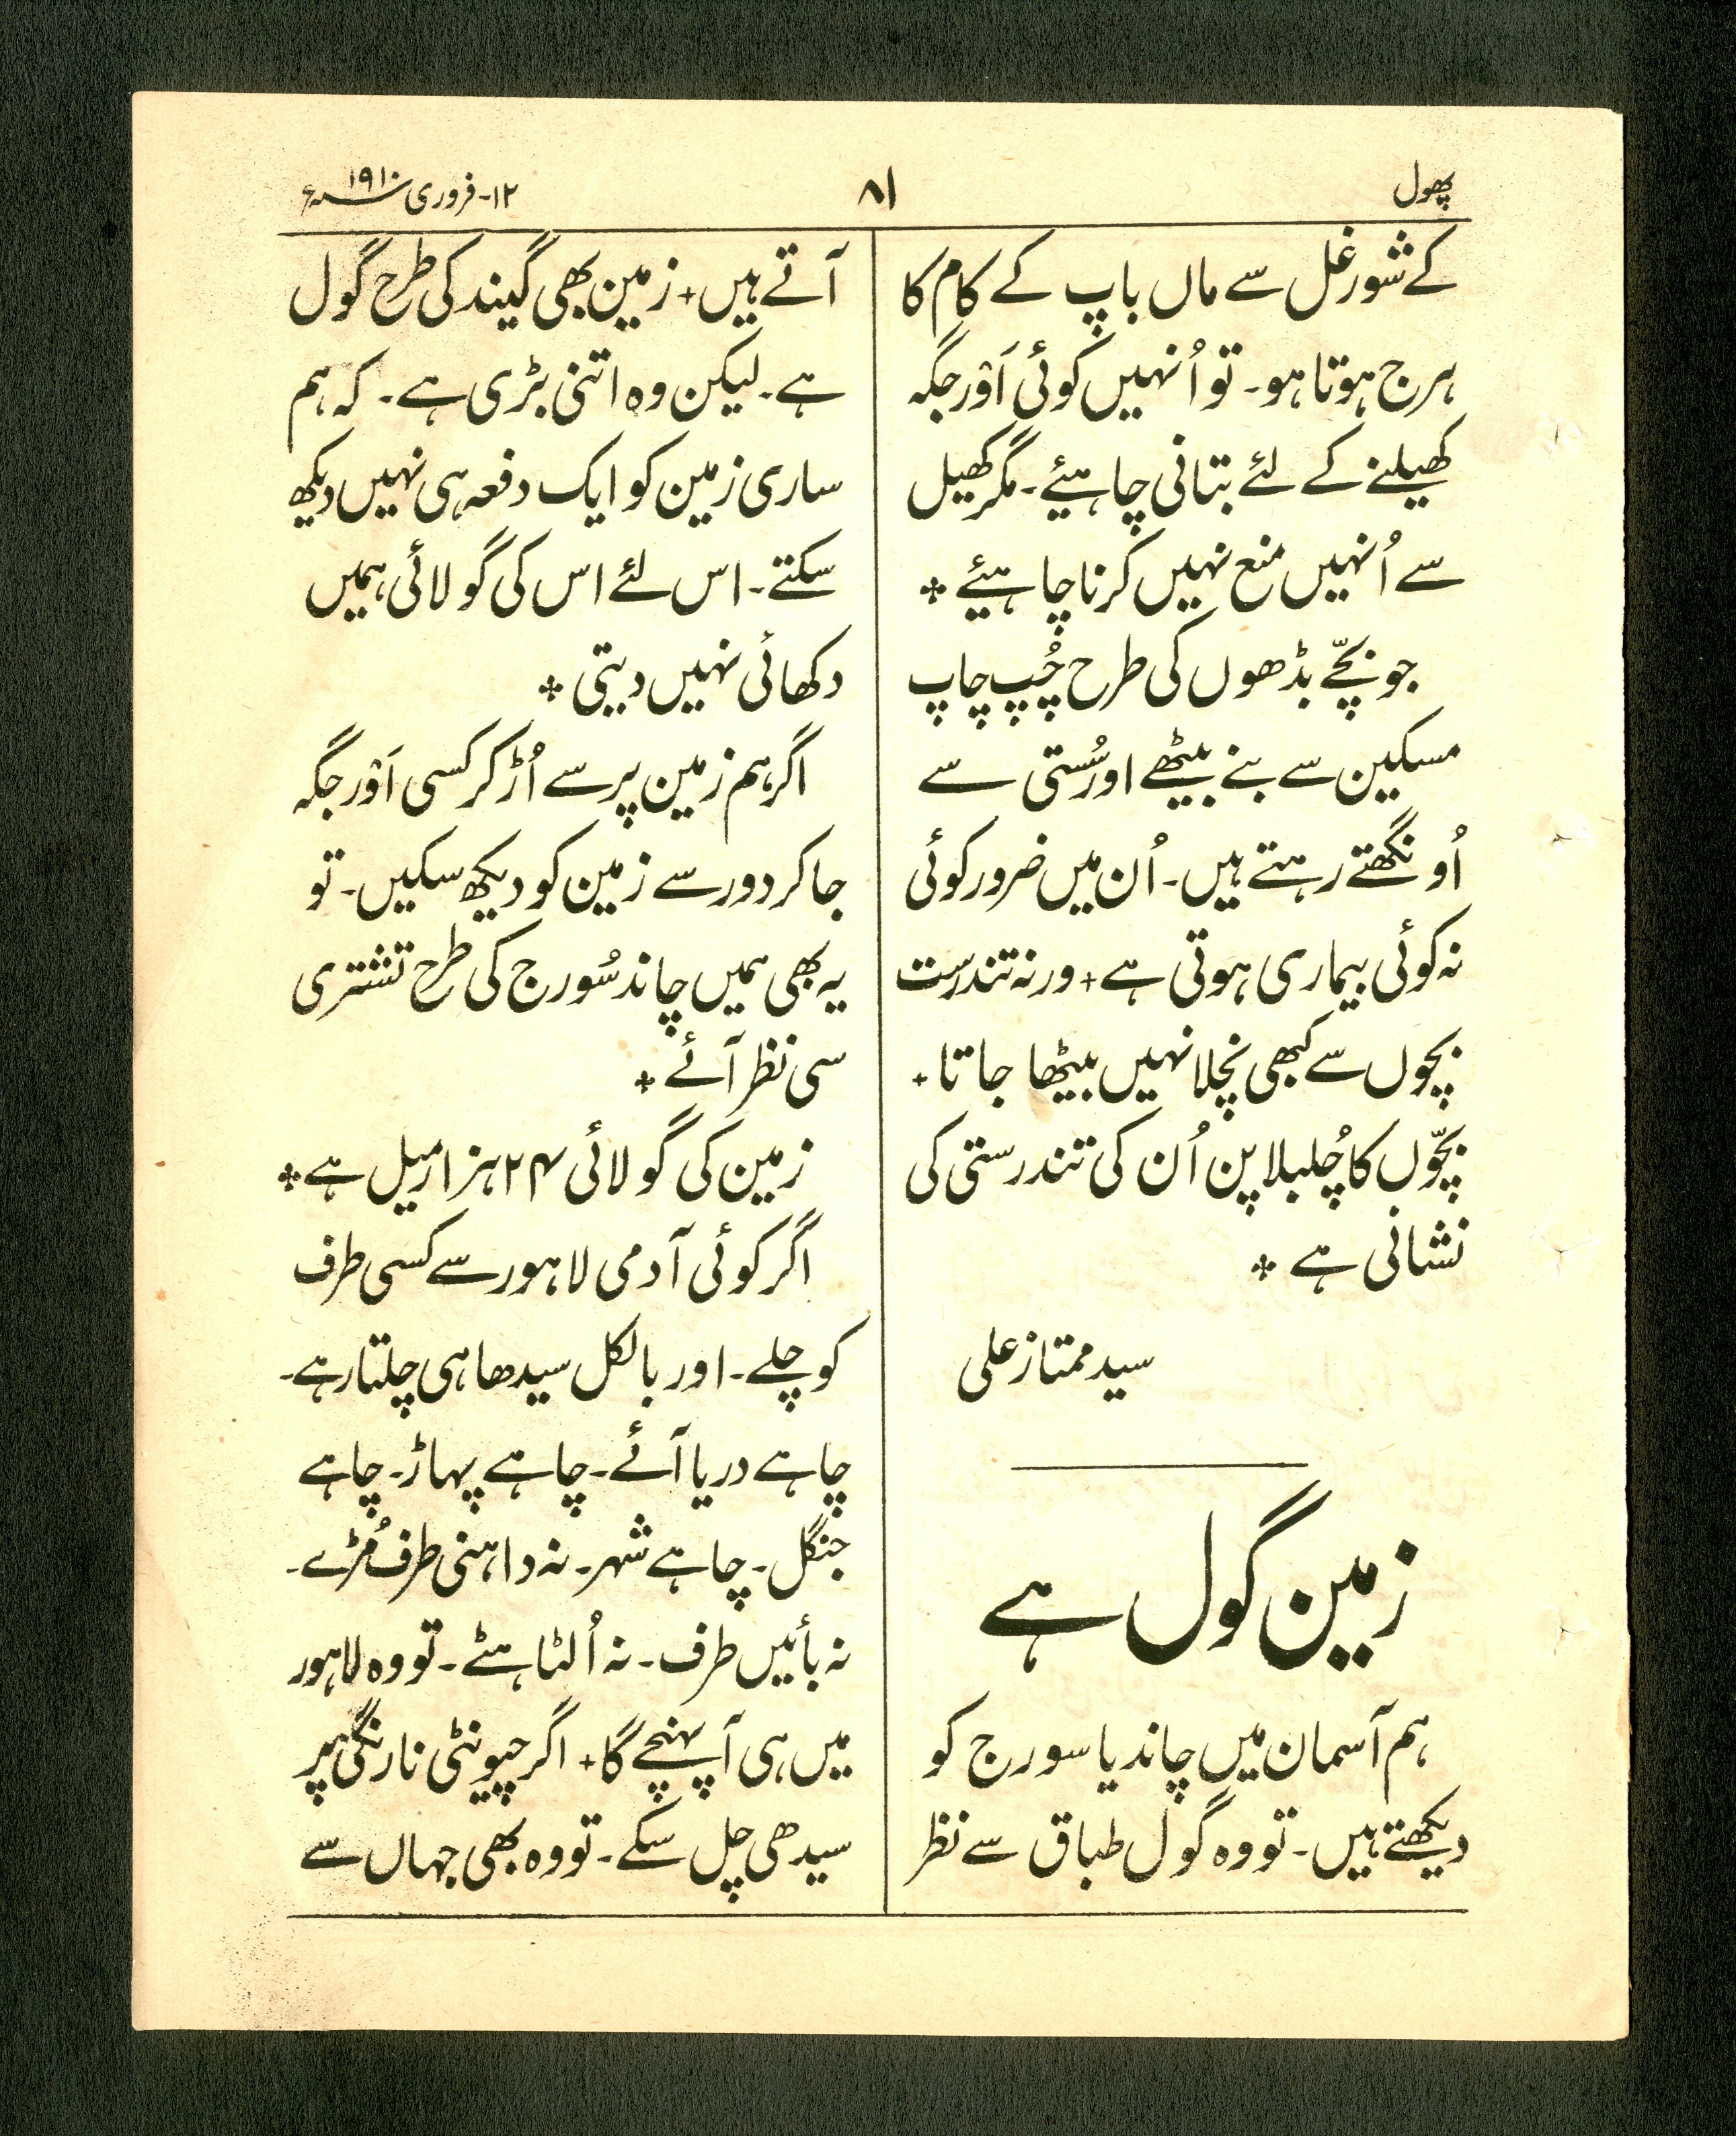 پھول
۸۱
۱۲-فروری ۱۹۱۰ء
کے شور غل سے ماں باپ کے کام کا
ہرج ہوتا ہو۔ تو اُنہیں کوئی اَور جگہ
کھیلنے کے لئے بتانی چاہیئے۔ مگر کھیل
سے اُنہیں منع نہیں کرنا چاہیئے ٭
جو بچّے بڈھوں کی طرح چُپ چاپ
مسکین سے بنے بیٹھے اور سُستی سے
اُونگھتے رہتے ہیں۔ اُن میں ضرور کوئی
نہ کوئی بیماری ہوتی ہے + ورنہ تندرست
بچوں سے کبھی نچلا نہیں بیٹھا جاتا +
بچّوں کا چُلبلا پن اُن کی تندرستی کی
نشانی ہے ٭
سید ممتاز علی
زمین گول ہے
ہم آسمان میں چاند یا سورج کو
دیکھتے ہیں۔ تو وہ گول طباق سے نظر
آتے ہیں + زمین بھی گیند کی طرح گول
ہے۔ لیکن وہ اتنی بڑی ہے۔ کہ ہم
ساری زمین کو ایک دفعہ ہی نہیں دیکھ
سکتے۔ اس لئے اس کی گولائی ہمیں
دکھائی نہیں دیتی ٭
اگر ہم زمین پر سے اُڑ کر کسی اَور جگہ
جا کر دور سے زمین کو دیکھ سکیں۔ تو
یہ بھی ہمیں چاند سُورج کی طرح تشتری
سی نظر آئے ٭
زمین کی گولائی ۲۴ ہزار میل ہے ٭
اگر کوئی آدمی لاہور سے کسی طرف
کو چلے۔ اور بالکل سیدھا ہی چلتا رہے۔
چاہے دریا آئے۔ چاہے پہاڑ۔ چاہے
جنگل۔ چاہے شہر۔ نہ داہنی طرف مُڑے۔
نہ بائیں طرف۔ نہ اُلٹا ہٹے۔ تو وہ لاہور
میں ہی آ پہنچے گا + اگر چیونٹی نارنگی پر
سیدھی چل سکے۔ تو وہ بھی جہاں سے